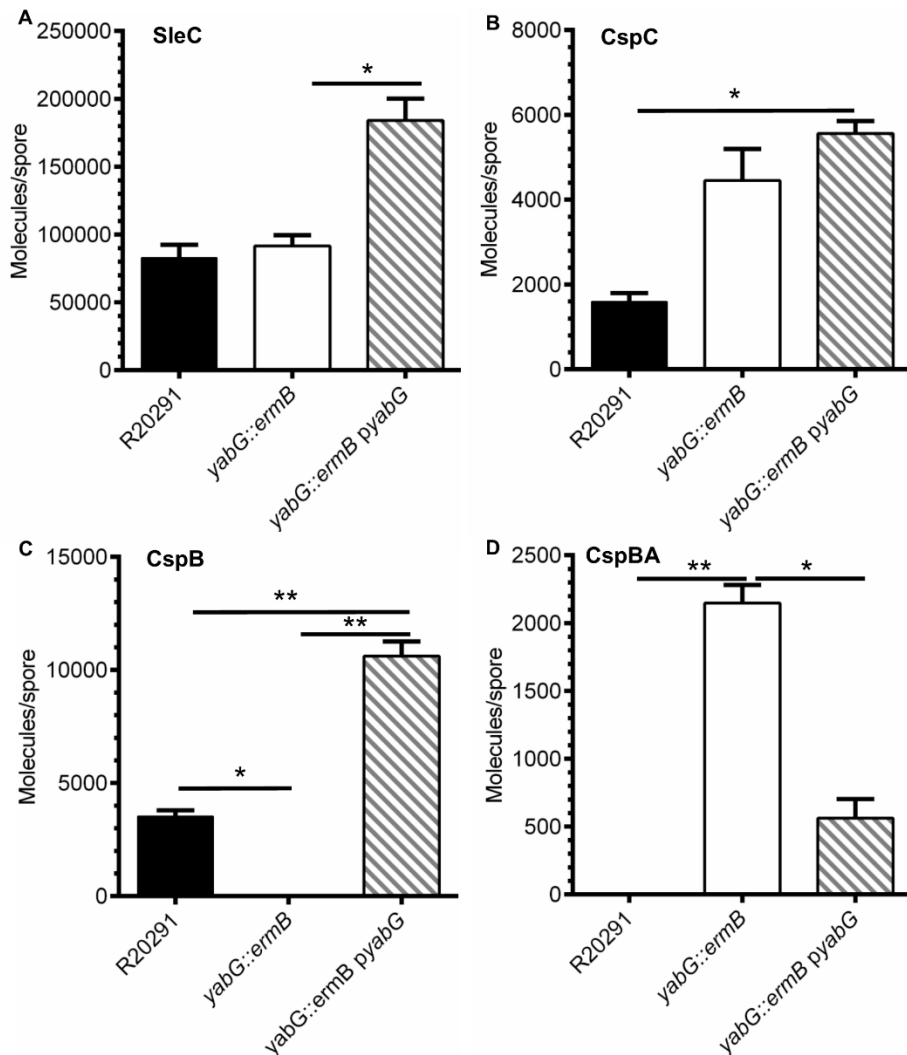 A
SleC
Molecules/spore
250000
200000
150000
100000
50000
0
*
R20291
yabG::ermB
yabG::ermB pyabG
B
CspC
Molecules/spore
8000
6000
4000
2000
0
*
R20291
yabG::ermB
yabG::ermB pyabG
C
CspB
Molecules/spore
15000
10000
5000
0
**
**
*
R20291
yabG::ermB
yabG::ermB pyabG
D
CspBA
Molecules/spore
2500
2000
1500
1000
500
0
**
*
R20291
yabG::ermB
yabG::ermB pyabG